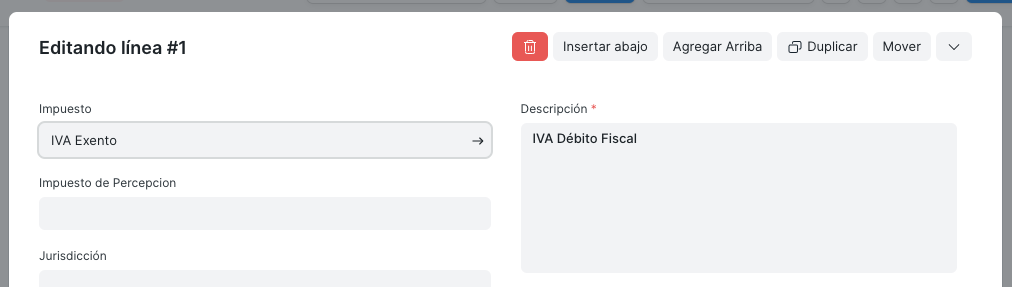 Editando línea #1
Insertar abajo
Agregar Arriba
Duplicar
Mover
Impuesto
IVA Exento
Descripción *
IVA Débito Fiscal
Impuesto de Percepcion
Jurisdicción